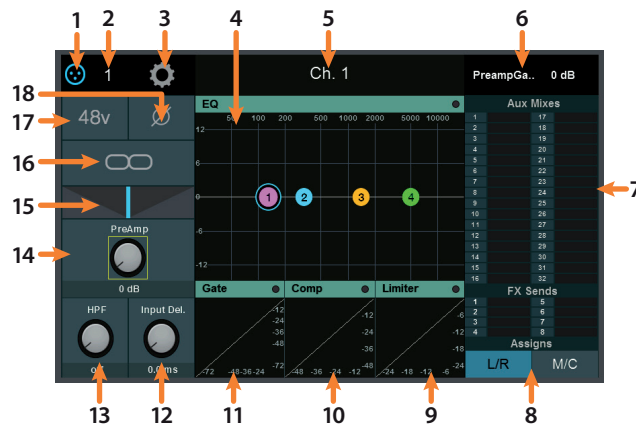 1 2 3 4 5 6
1 Ch. 1 PreampGa.. 0 dB
18
17 48v
EQ
50 100 200 500 1000 2000 5000 10000
12
6
0
-6
-12
1 2 3 4
Aux Mixes
1 17
2 18
3 19
4 20
5 21
6 22
7 23
8 24
9 25
10 26
11 27
12 28
13 29
14 30
15 31
16 32
7
16
15
14
PreAmp
0 dB
HPF Input Del.
0.0 ms
Gate Comp Limiter
-12
-24
-36
-48
-72
-72 -48 -36 -24
-12
-24
-36
-48
-48 -36 -24 -12
-6
-12
-18
-24
-24 -18 -12 -6
FX Sends
1 5
2 6
3 7
4 8
Assigns
L/R M/C
13 12 11 10 9 8